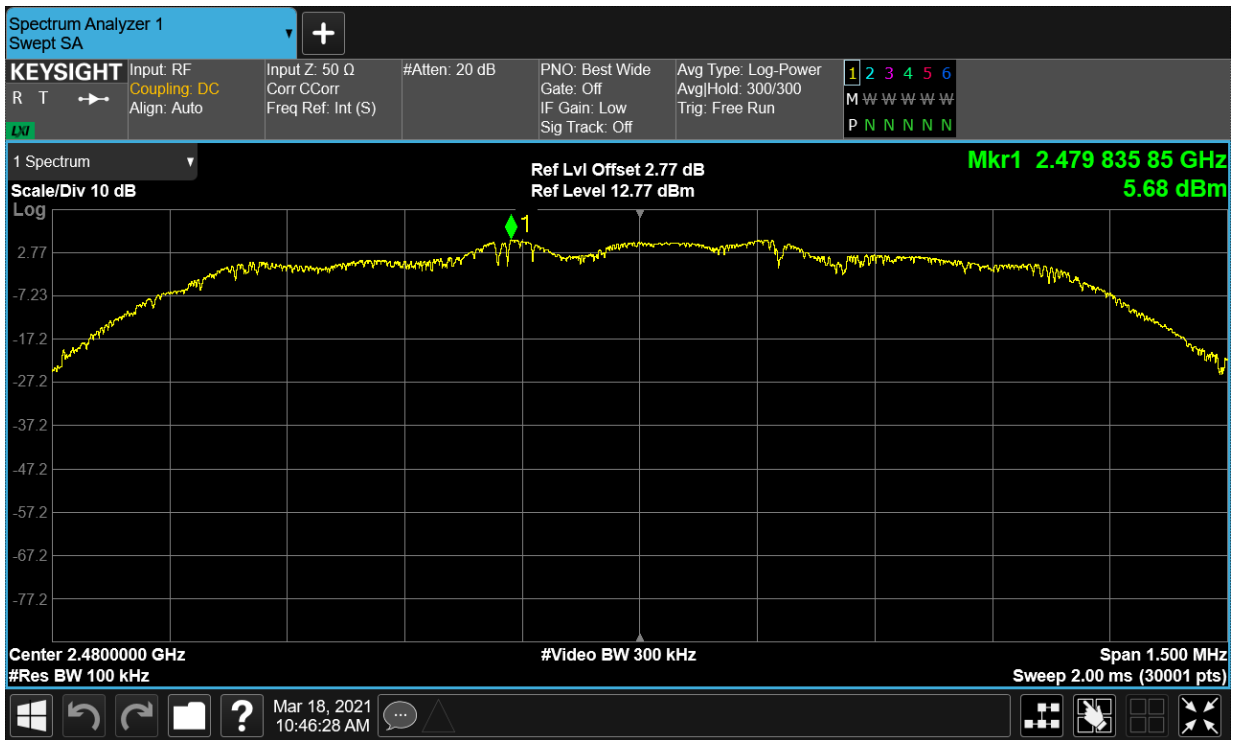 Spectrum Analyzer 1
Swept SA
KEYSIGHT
R T
LXI
Input: RF
Coupling: DC
Align: Auto
Input Z: 50 Ω
Corr CCorr
Freq Ref: Int (S)
#Atten: 20 dB
PNO: Best Wide
Gate: Off
IF Gain: Low
Sig Track: Off
Avg Type: Log-Power
Avg|Hold: 300/300
Trig: Free Run
1 2 3 4 5 6
M W W W W W
P N N N N N
1 Spectrum
Scale/Div 10 dB
Log
Ref Lvl Offset 2.77 dB
Ref Level 12.77 dBm
Mkr1 2.479 835 85 GHz
5.68 dBm
1
2.77
-7.23
-17.2
-27.2
-37.2
-47.2
-57.2
-67.2
-77.2
Center 2.4800000 GHz
#Res BW 100 kHz
#Video BW 300 kHz
Span 1.500 MHz
Sweep 2.00 ms (30001 pts)
?
Mar 18, 2021
10:46:28 AM